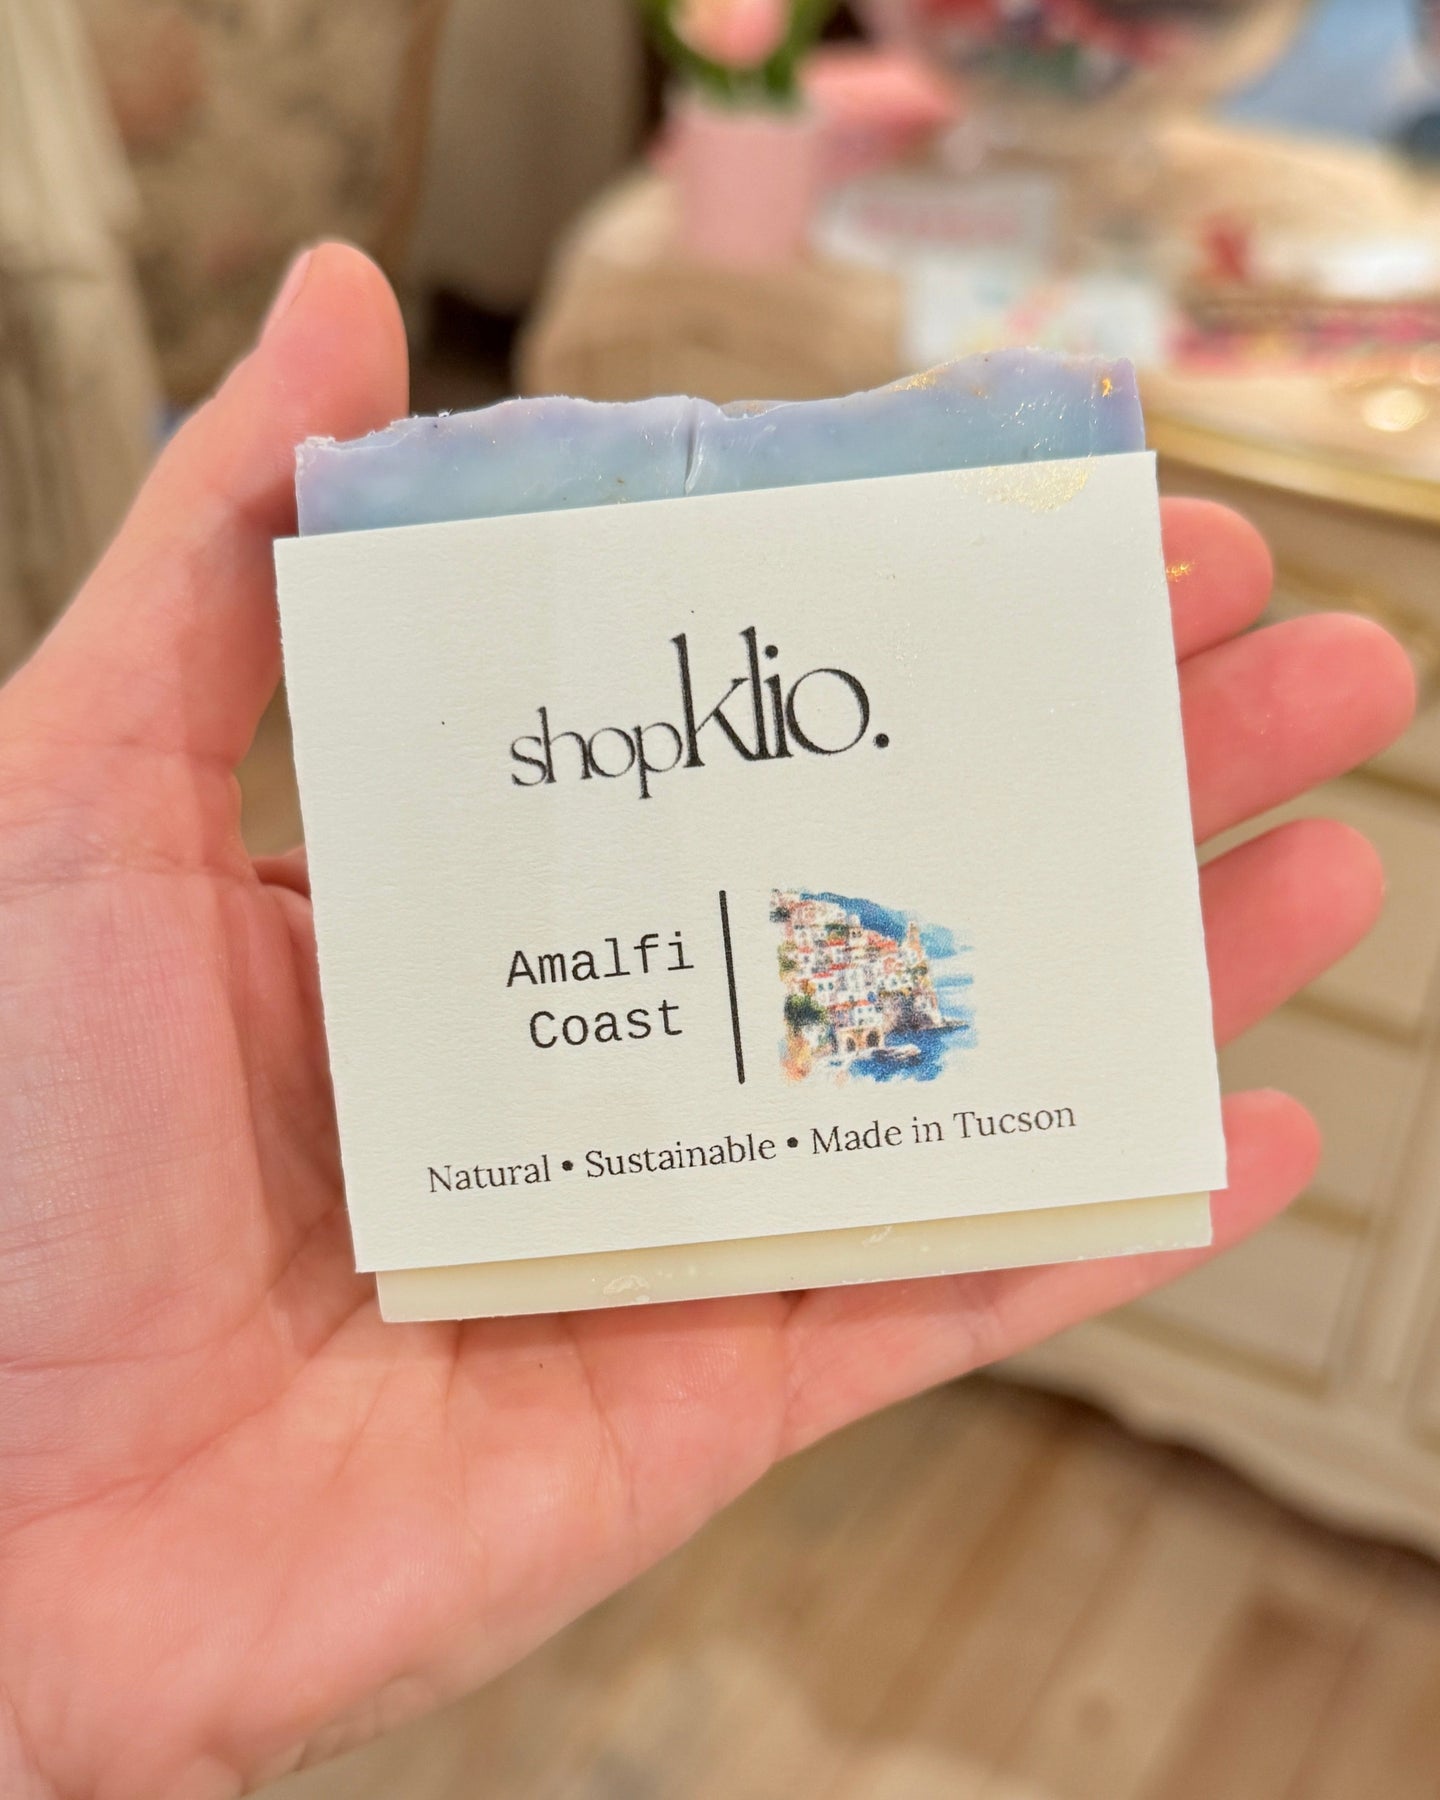 shopklio.
Amalfi
Coast
Natural • Sustainable • Made in Tucson